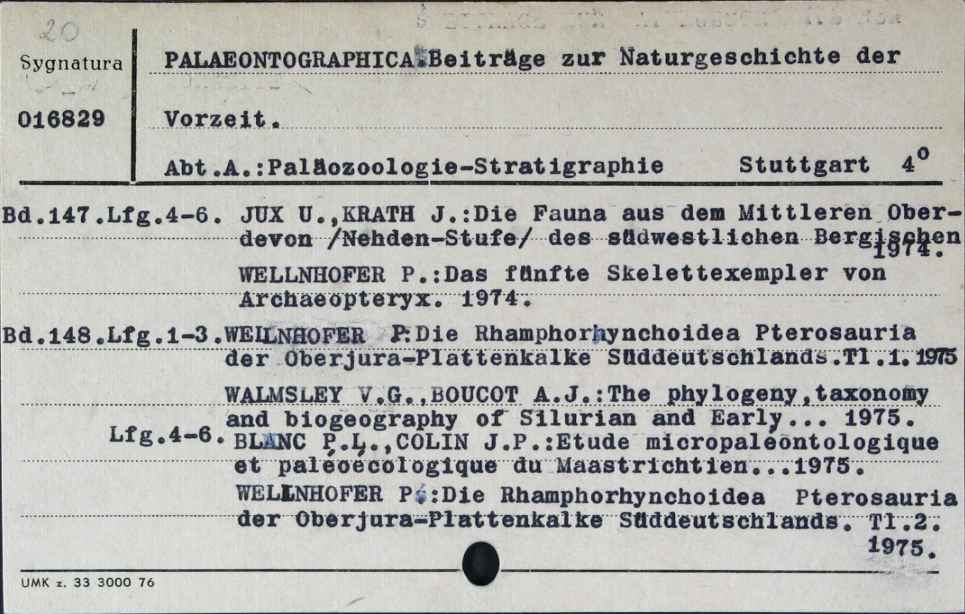 20
Sygnatura
PALAEONTOGRAPHICA.Beiträge zur Naturgeschichte der
016829
Vorzeit.
Abt.A.:Paläozoologie-Stratigraphie Stuttgart 4°
Bd.147.Lfg.4-6. JUX U.,KRATH J.:Die Fauna aus dem Mittleren Ober-
devon /Nehden-Stufe/ des südwestlichen Bergischen
1974.
WELLNHOFER P.:Das fünfte Skelettexempler von
Archaeopteryx. 1974.
Bd.148.Lfg.1-3.WELLNHOFER P.:Die Rhamphorhynchoidea Pterosauria
der Oberjura-Plattenkalke Süddeutschlands.Tl.1.1975
WALMSLEY V.G.,BOUCOT A.J.:The phylogeny,taxonomy
and biogeography of Silurian and Early... 1975.
Lfg.4-6. BLANC P.L.,COLIN J.P.:Etude micropaléontologique
et paléoecologique du Maastrichtien...1975.
WELLNHOFER P.:Die Rhamphorhynchoidea Pterosauria
der Oberjura-Plattenkalke Süddeutschlands. Tl.2.
1975.
UMK z. 33 3000 76